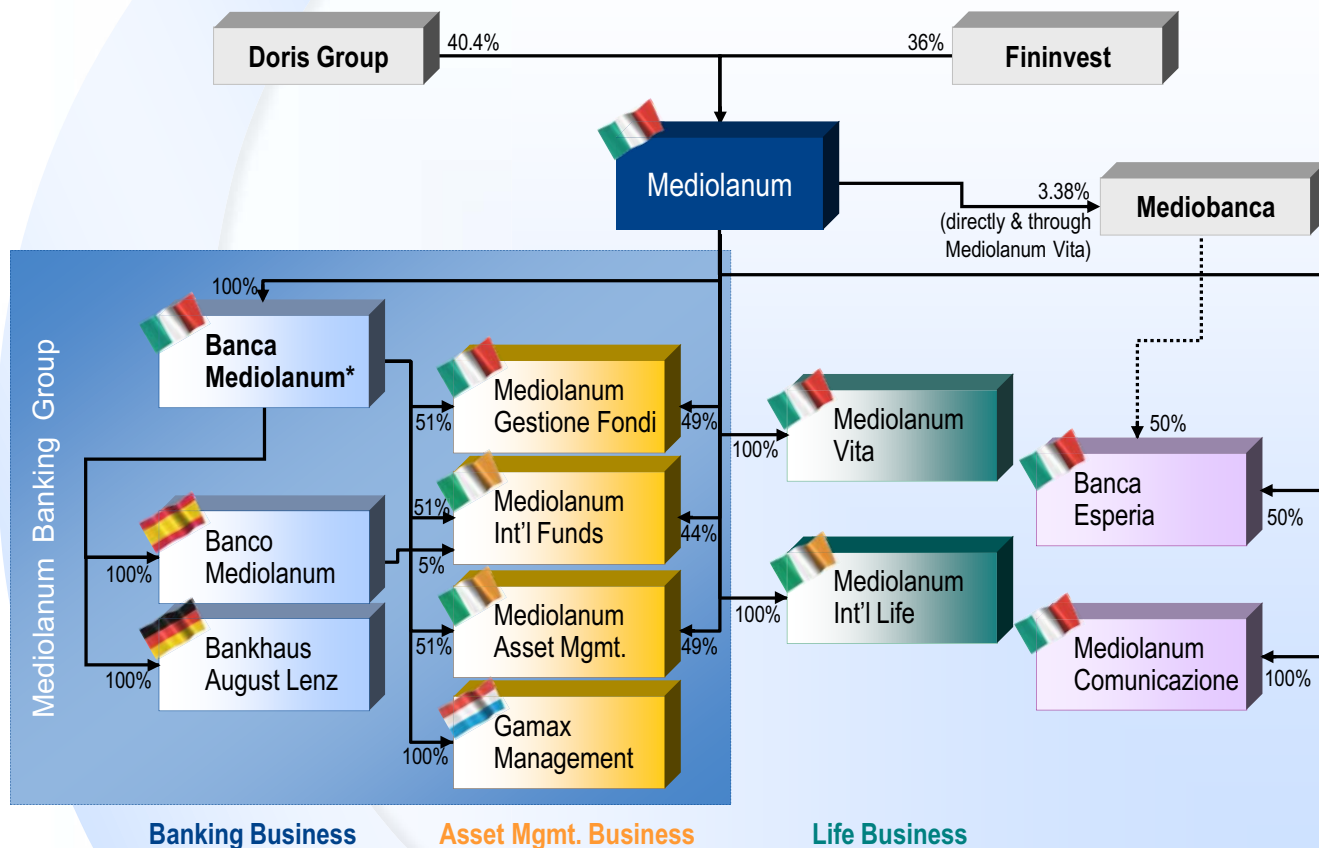 40.4%
36%
Doris Group
Fininvest
Mediolanum
3.38%
(directly & through
Mediolanum Vita)
Mediobanca
Mediolanum Banking Group
100%
Banca
Mediolanum*
Mediolanum
Gestione Fondi
51%
49%
Mediolanum
Vita
100%
50%
Banca
Esperia
50%
Banco
Mediolanum
100%
Mediolanum
Int'l Funds
51%
44%
5%
Mediolanum
Int'l Life
100%
Bankhaus
August Lenz
100%
Mediolanum
Asset Mgmt.
51%
49%
Mediolanum
Comunicazione
100%
Gamax
Management
100%
Banking Business
Asset Mgmt. Business
Life Business